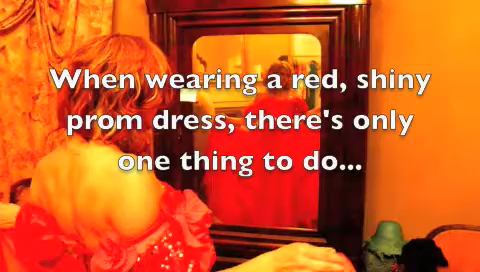 When wearing a red, shiny
prom dress, there's only
one thing to do...